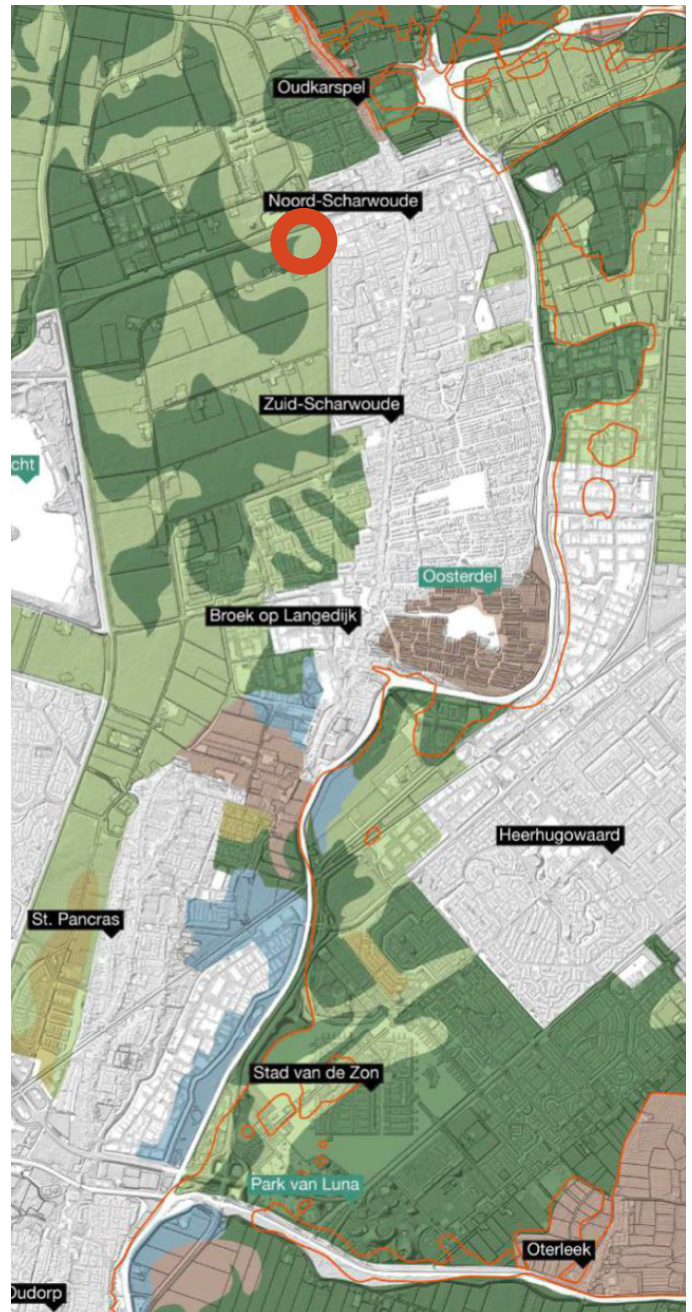 Oudkarspel
Noord-Scharwoude
Zuid-Scharwoude
cht
Oosterdel
Broek op Langedijk
Heerhugowaard
St. Pancras
Stad van de Zon
Park van Luna
Oterleek
Oudorp